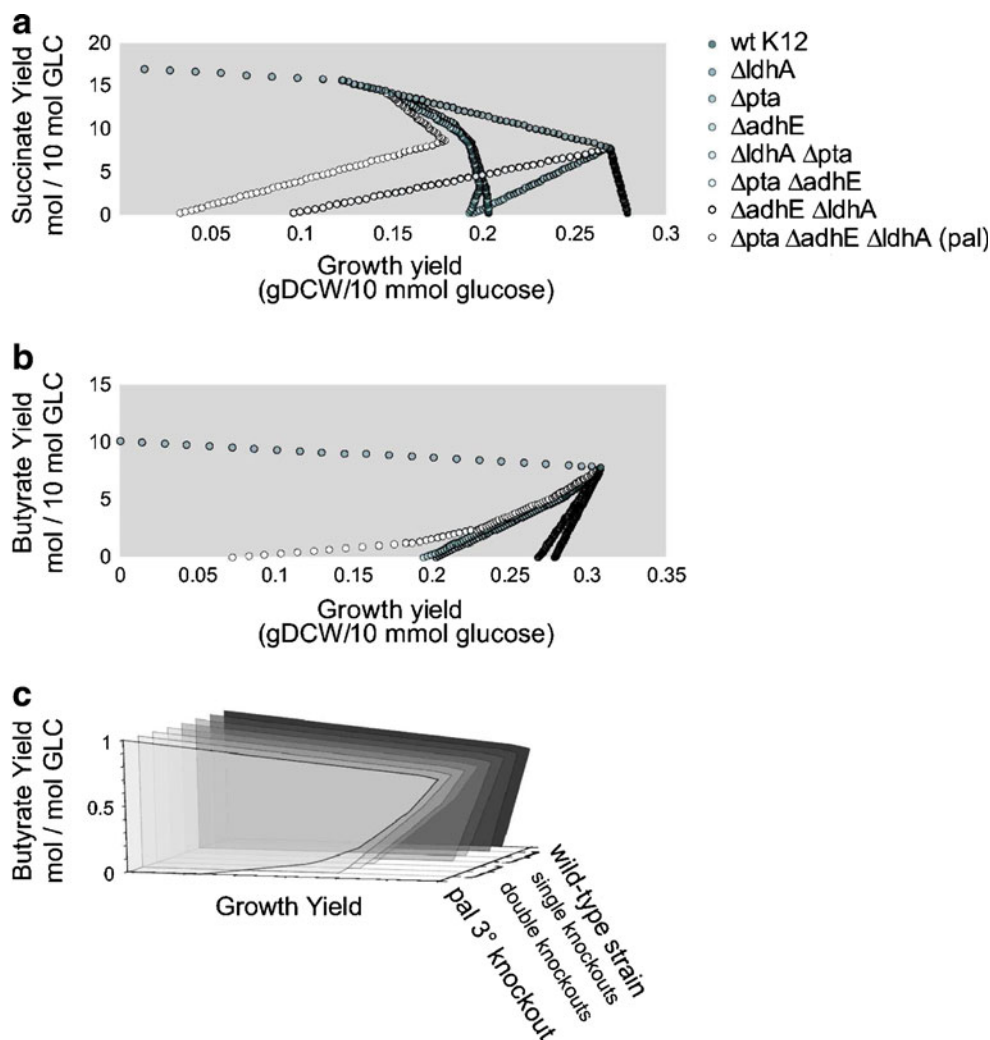 a
Succinate Yield
mol / 10 mol GLC
20
15
10
5
0
0.05
0.1
0.15
0.2
0.25
0.3
Growth yield
(gDCW/10 mmol glucose)
wt K12
ΔldhA
Δpta
ΔadhE
ΔldhA Δpta
Δpta ΔadhE
ΔadhE ΔldhA
Δpta ΔadhE ΔldhA (pal)
b
Butyrate Yield
mol / 10 mol GLC
15
10
5
0
0
0.05
0.1
0.15
0.2
0.25
0.3
0.35
Growth yield
(gDCW/10 mmol glucose)
c
Butyrate Yield
mol / mol GLC
1
0.5
0
Growth Yield
wild-type strain
single knockouts
double knockouts
pal 3° knockout